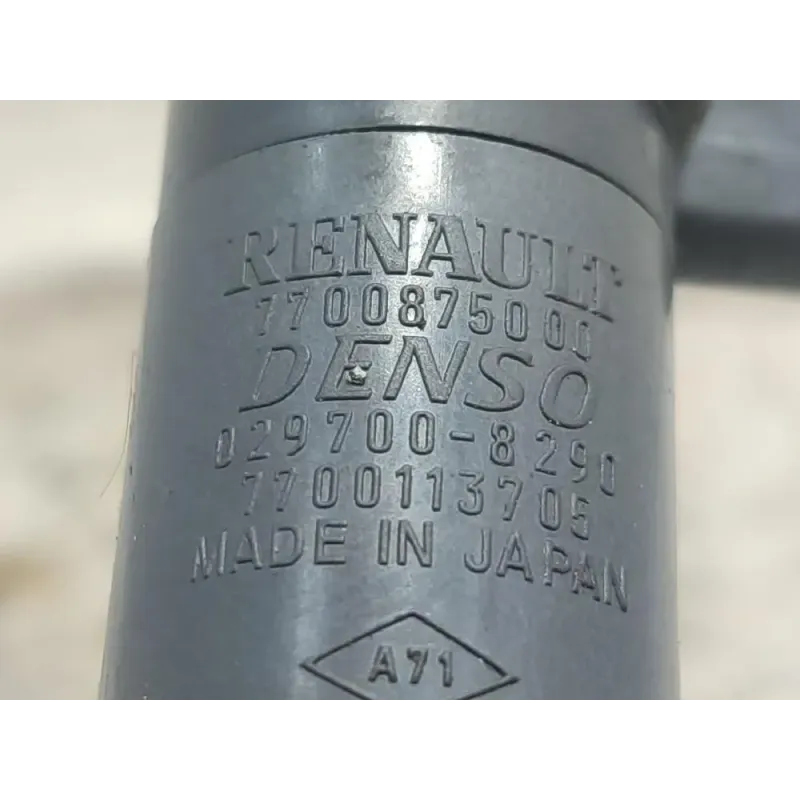 RENAULT
7700875000
DENSO
029700-8290
7700113705
MADE IN JAPAN
A71